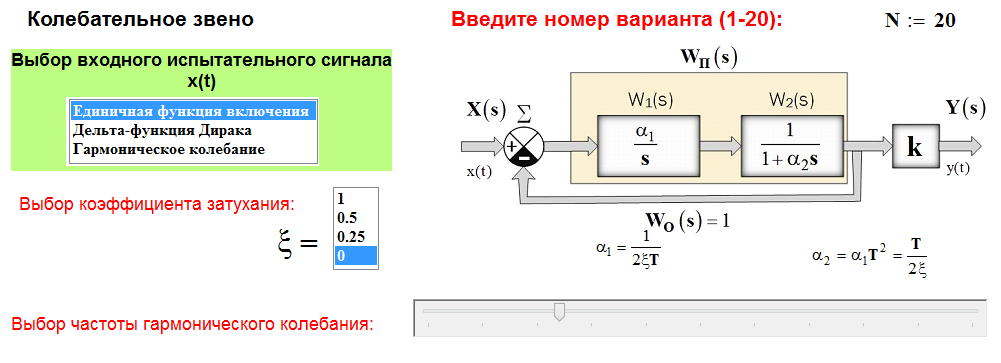 Колебательное звено
Выбор входного испытательного сигнала
x(t)
Единичная функция включения
Дельта-функция Дирака
Гармоническое колебание
Выбор коэффициента затухания:
ξ =
1
0.5
0.25
0
Выбор частоты гармонического колебания:
Введите номер варианта (1-20):
N := 20
W_П(s)
W₁(s)
W₂(s)
X(s)
Σ
Y(s)
+
−
α₁/s
1/(1+α₂s)
k
x(t)
y(t)
W_О(s) = 1
α₁ = 1/(2ξT)
α₂ = α₁T² = T/(2ξ)